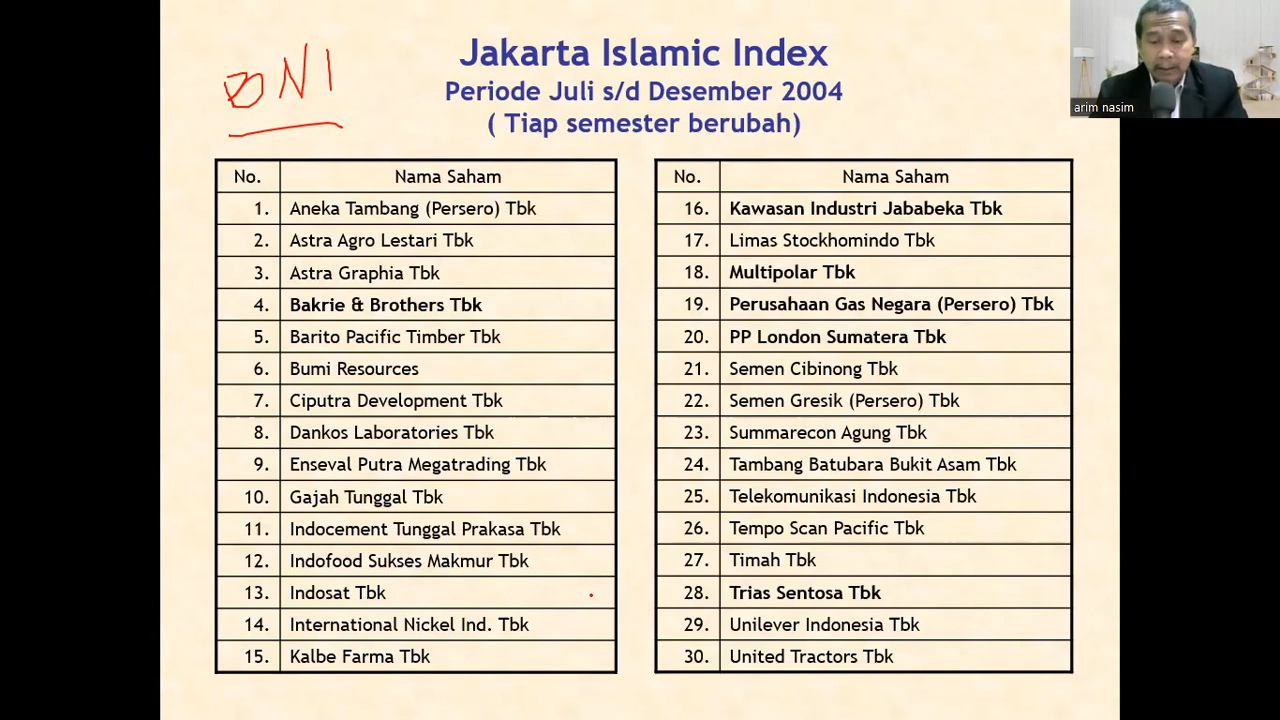 BNI
Jakarta Islamic Index
Periode Juli s/d Desember 2004
( Tiap semester berubah)
arim nasim
No. Nama Saham
1. Aneka Tambang (Persero) Tbk
2. Astra Agro Lestari Tbk
3. Astra Graphia Tbk
4. Bakrie & Brothers Tbk
5. Barito Pacific Timber Tbk
6. Bumi Resources
7. Ciputra Development Tbk
8. Dankos Laboratories Tbk
9. Enseval Putra Megatrading Tbk
10. Gajah Tunggal Tbk
11. Indocement Tunggal Prakasa Tbk
12. Indofood Sukses Makmur Tbk
13. Indosat Tbk
14. International Nickel Ind. Tbk
15. Kalbe Farma Tbk
No. Nama Saham
16. Kawasan Industri Jababeka Tbk
17. Limas Stockhomindo Tbk
18. Multipolar Tbk
19. Perusahaan Gas Negara (Persero) Tbk
20. PP London Sumatera Tbk
21. Semen Cibinong Tbk
22. Semen Gresik (Persero) Tbk
23. Summarecon Agung Tbk
24. Tambang Batubara Bukit Asam Tbk
25. Telekomunikasi Indonesia Tbk
26. Tempo Scan Pacific Tbk
27. Timah Tbk
28. Trias Sentosa Tbk
29. Unilever Indonesia Tbk
30. United Tractors Tbk